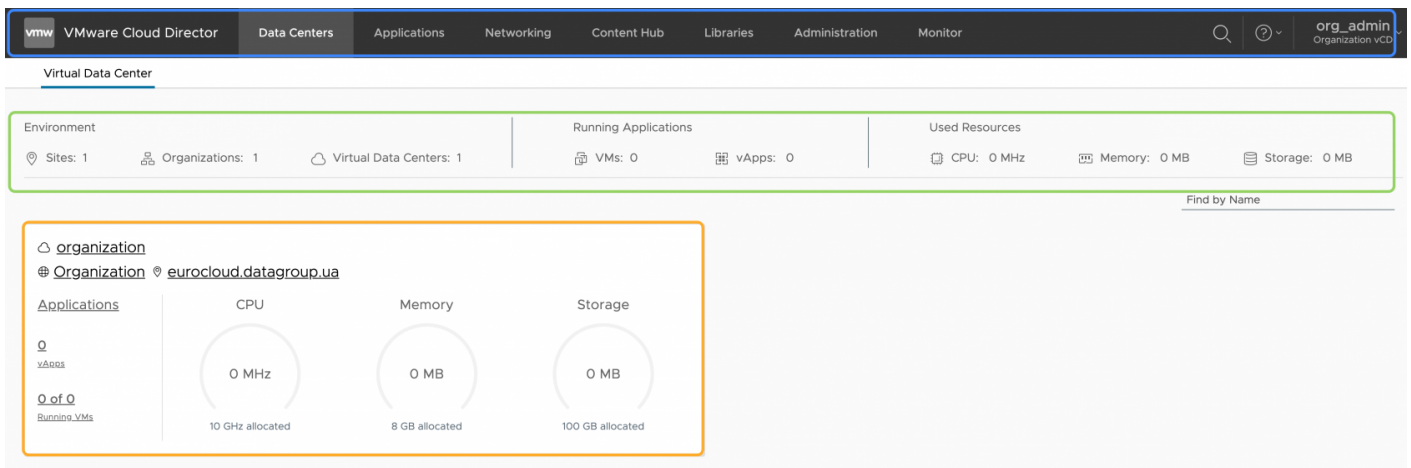 vmw VMware Cloud Director Data Centers Applications Networking Content Hub Libraries Administration Monitor org_admin
Organization vCD
Virtual Data Center
Environment Running Applications Used Resources
Sites: 1 Organizations: 1 Virtual Data Centers: 1 VMs: 0 vApps: 0 CPU: 0 MHz Memory: 0 MB Storage: 0 MB
Find by Name
organization
Organization eurocloud.datagroup.ua
Applications CPU Memory Storage
0
vApps
0 MHz 0 MB 0 MB
0 of 0
Running VMs
10 GHz allocated 8 GB allocated 100 GB allocated